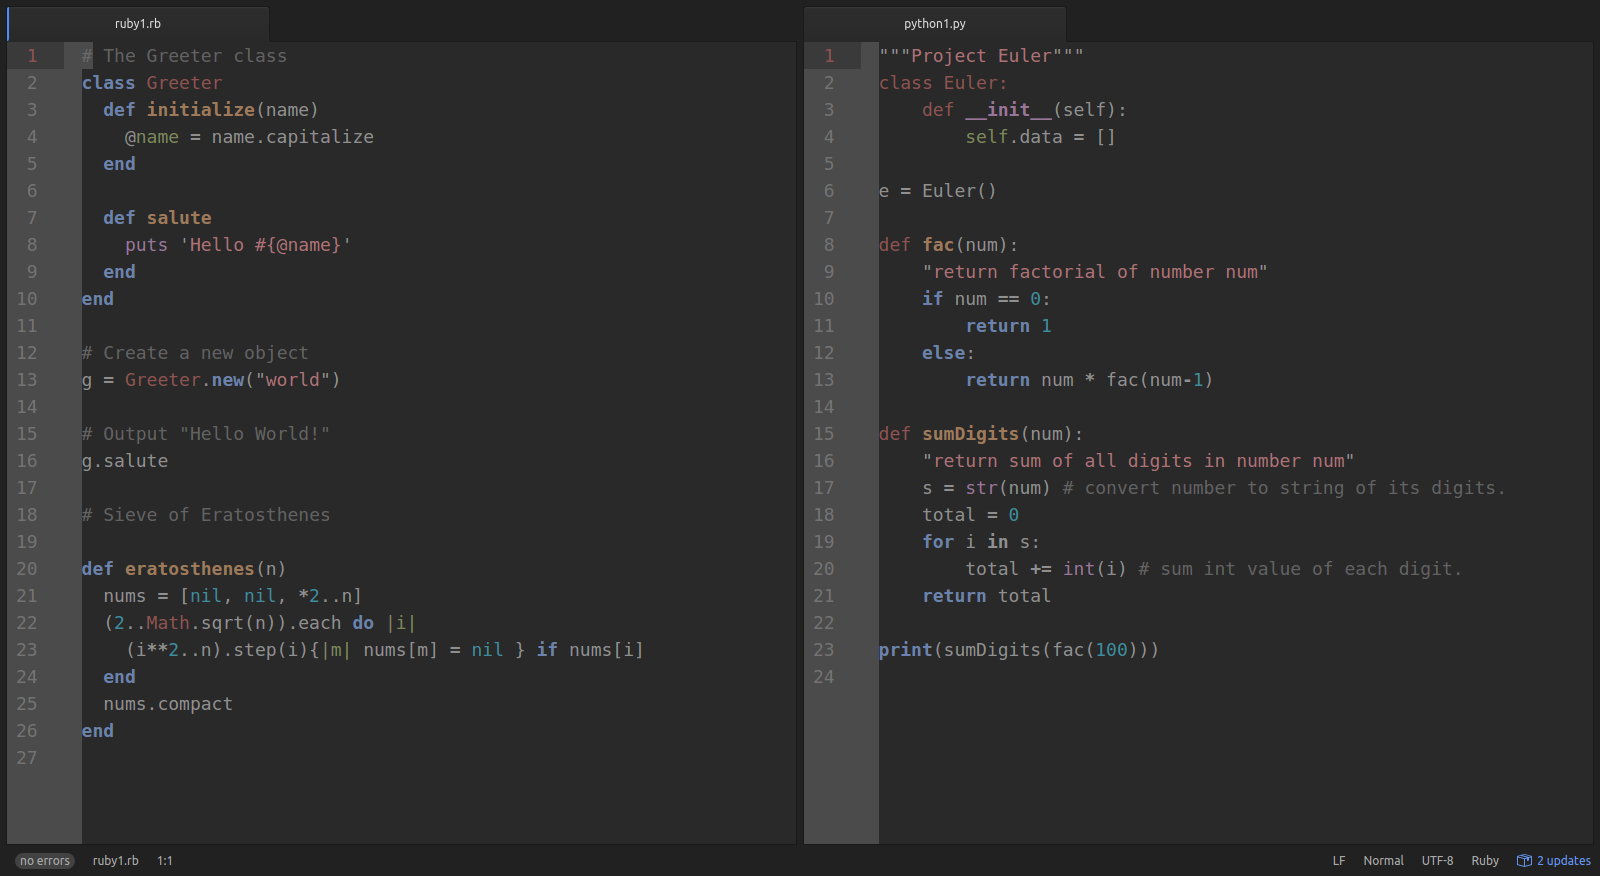 ruby1.rb
1 # The Greeter class
2 class Greeter
3   def initialize(name)
4     @name = name.capitalize
5   end
6
7   def salute
8     puts 'Hello #{@name}'
9   end
10 end
11
12 # Create a new object
13 g = Greeter.new("world")
14
15 # Output "Hello World!"
16 g.salute
17
18 # Sieve of Eratosthenes
19
20 def eratosthenes(n)
21   nums = [nil, nil, *2..n]
22   (2..Math.sqrt(n)).each do |i|
23     (i**2..n).step(i){|m| nums[m] = nil } if nums[i]
24   end
25   nums.compact
26 end
27
python1.py
1 """Project Euler"""
2 class Euler:
3     def __init__(self):
4         self.data = []
5
6 e = Euler()
7
8 def fac(num):
9     "return factorial of number num"
10     if num == 0:
11         return 1
12     else:
13         return num * fac(num-1)
14
15 def sumDigits(num):
16     "return sum of all digits in number num"
17     s = str(num) # convert number to string of its digits.
18     total = 0
19     for i in s:
20         total += int(i) # sum int value of each digit.
21     return total
22
23 print(sumDigits(fac(100)))
24
no errors ruby1.rb 1:1 LF Normal UTF-8 Ruby 2 updates